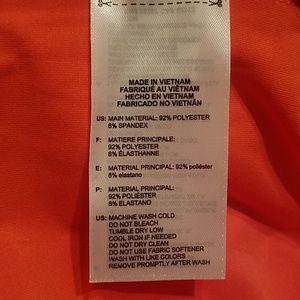 MADE IN VIETNAM
FABRIQUÉ AU VIÊTNAM
HECHO EN VIETNAM
FABRICADO NO VIETNÃN
US: MAIN MATERIAL: 92% POLYESTER
8% SPANDEX
F: MATIERE PRINCIPALE:
92% POLYESTER
8% ÉLASTHANNE
E: MATERIAL PRINCIPAL: 92% poliéster
8% elastano
P: MATERIAL PRINCIPAL:
92% POLIÉSTER
8% ELASTANO
US: MACHINE WASH COLD
DO NOT BLEACH
TUMBLE DRY LOW
COOL IRON IF NEEDED
DO NOT DRY CLEAN
DO NOT USE FABRIC SOFTENER
WASH WITH LIKE COLORS
REMOVE PROMPTLY AFTER WASH